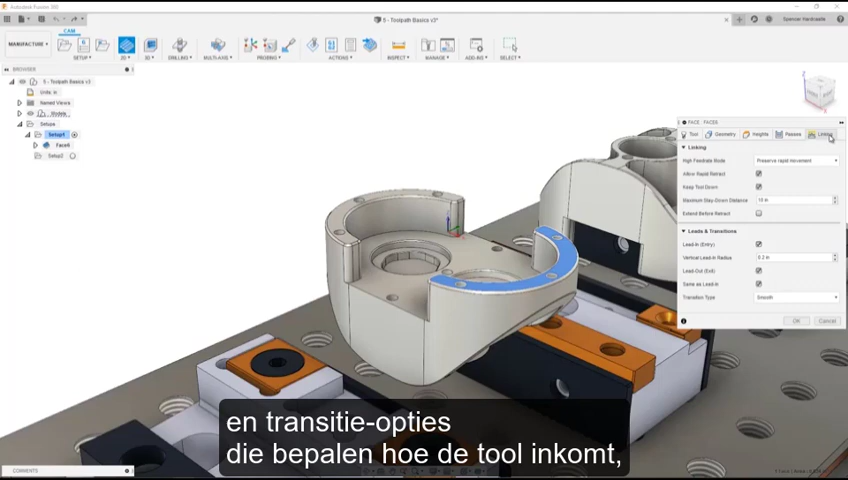 Autodesk Fusion 360
5 - Toolpath Basics v3*
Spencer Hardcastle
CAM
MANUFACTURE
SETUP
2D
3D
DRILLING
MULTI-AXIS
PROBING
ACTIONS
INSPECT
MANAGE
ADD-INS
SELECT
BROWSER
5 - Toolpath Basics v3
Units: in
Named Views
Models
Setups
Setup1
Face6
Setup2
FACE : FACE6
Tool
Geometry
Heights
Passes
Linking
Linking
High Feedrate Mode
Preserve rapid movement
Allow Rapid Retract
Keep Tool Down
Maximum Stay-Down Distance
Extend Before Retract
Leads & Transitions
Lead-In (Entry)
Vertical Lead-In Radius
0.2 in
Lead-Out (Exit)
Same as Lead-In
Transition Type
Smooth
OK
Cancel
en transitie-opties
die bepalen hoe de tool inkomt,
COMMENTS